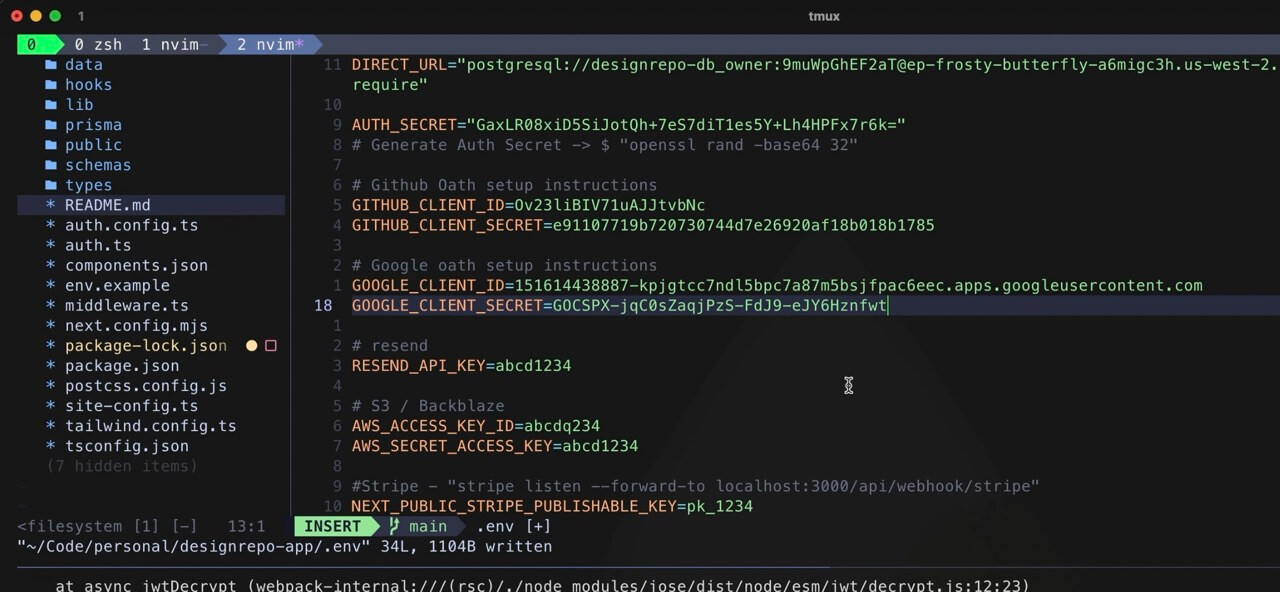 1 tmux
0 0 zsh 1 nvim- 2 nvim*
data
hooks
lib
prisma
public
schemas
types
* README.md
* auth.config.ts
* auth.ts
* components.json
* env.example
* middleware.ts
* next.config.mjs
* package-lock.json
* package.json
* postcss.config.js
* site-config.ts
* tailwind.config.ts
* tsconfig.json
(7 hidden items)
<filesystem [1] [-] 13:1
11 DIRECT_URL="postgresql://designrepo-db_owner:9muWpGhEF2aT@ep-frosty-butterfly-a6migc3h.us-west-2.
require"
10
9 AUTH_SECRET="GaxLR08xiD5SiJotQh+7eS7diT1es5Y+Lh4HPFx7r6k="
8 # Generate Auth Secret -> $ "openssl rand -base64 32"
7
6 # Github Oath setup instructions
5 GITHUB_CLIENT_ID=Ov23liBIV71uAJJtvbNc
4 GITHUB_CLIENT_SECRET=e91107719b720730744d7e26920af18b018b1785
3
2 # Google oath setup instructions
1 GOOGLE_CLIENT_ID=151614438887-kpjgtcc7ndl5bpc7a87m5bsjfpac6eec.apps.googleusercontent.com
18 GOOGLE_CLIENT_SECRET=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
1
2 # resend
3 RESEND_API_KEY=abcd1234
4
5 # S3 / Backblaze
6 AWS_ACCESS_KEY_ID=abcdq234
7 AWS_SECRET_ACCESS_KEY=abcd1234
8
9 #Stripe - "stripe listen --forward-to localhost:3000/api/webhook/stripe"
10 NEXT_PUBLIC_STRIPE_PUBLISHABLE_KEY=pk_1234
INSERT main .env [+]
"~/Code/personal/designrepo-app/.env" 34L, 1104B written
at async jwtDecrypt (webpack-internal:///(rsc)/./node_modules/jose/dist/node/esm/jwt/decrypt.js:12:23)